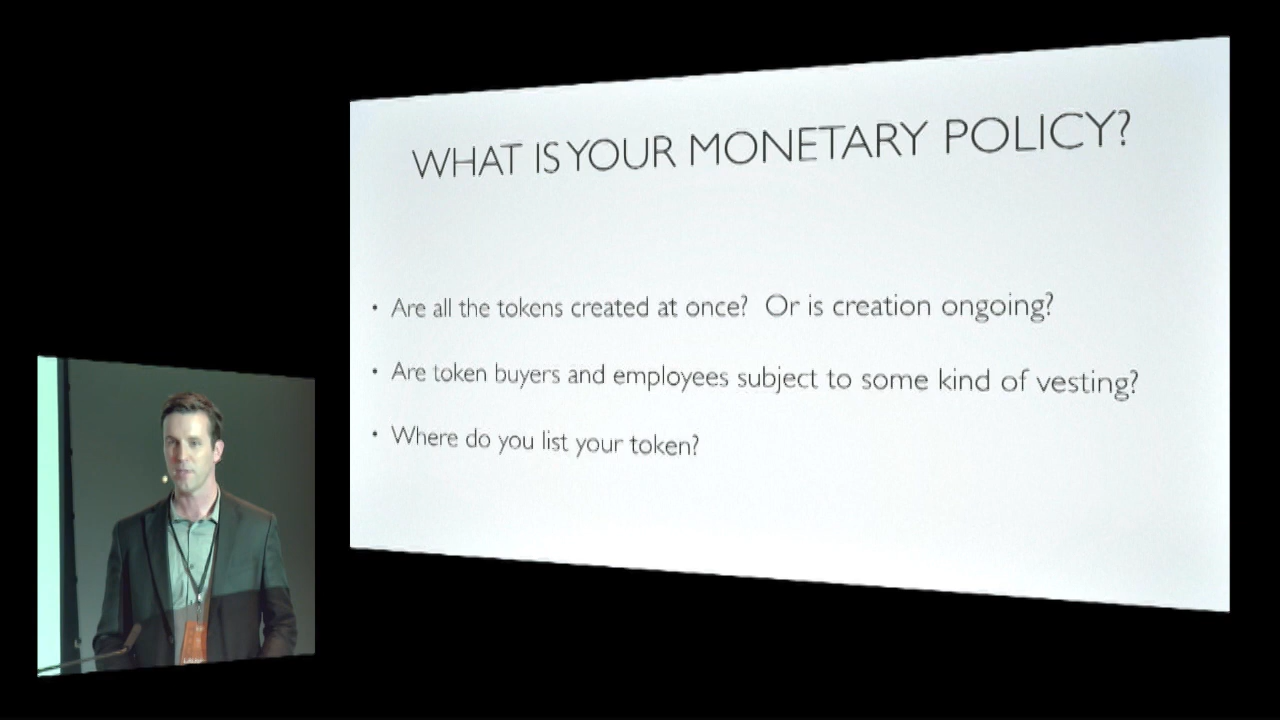 WHAT IS YOUR MONETARY POLICY?
• Are all the tokens created at once? Or is creation ongoing?
• Are token buyers and employees subject to some kind of vesting?
• Where do you list your token?